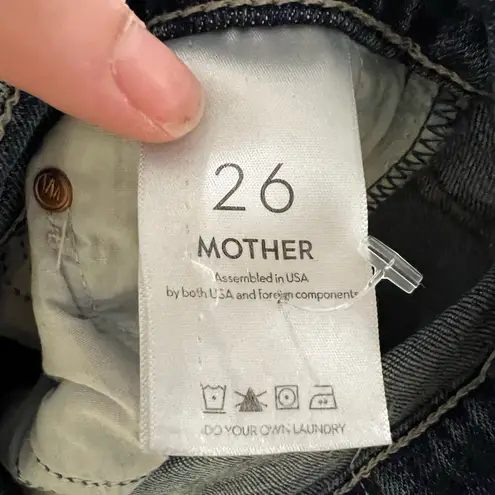 26
MOTHER
Assembled in USA
by both USA and foreign components
DO YOUR OWN LAUNDRY